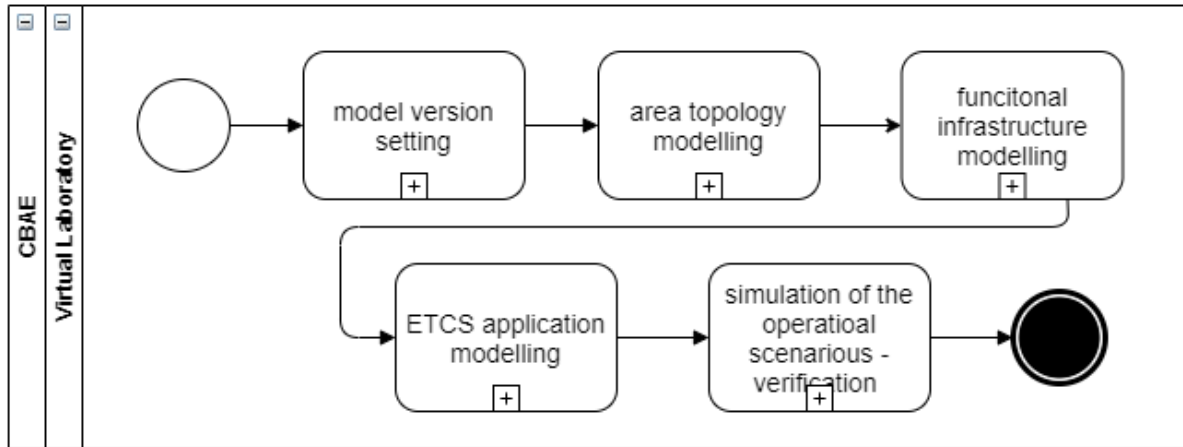 CBAE
Virtual Laboratory
model version
setting
area topology
modelling
funcitonal
infrastructure
modelling
ETCS application
modelling
simulation of the
operatioal
scenarious -
verification